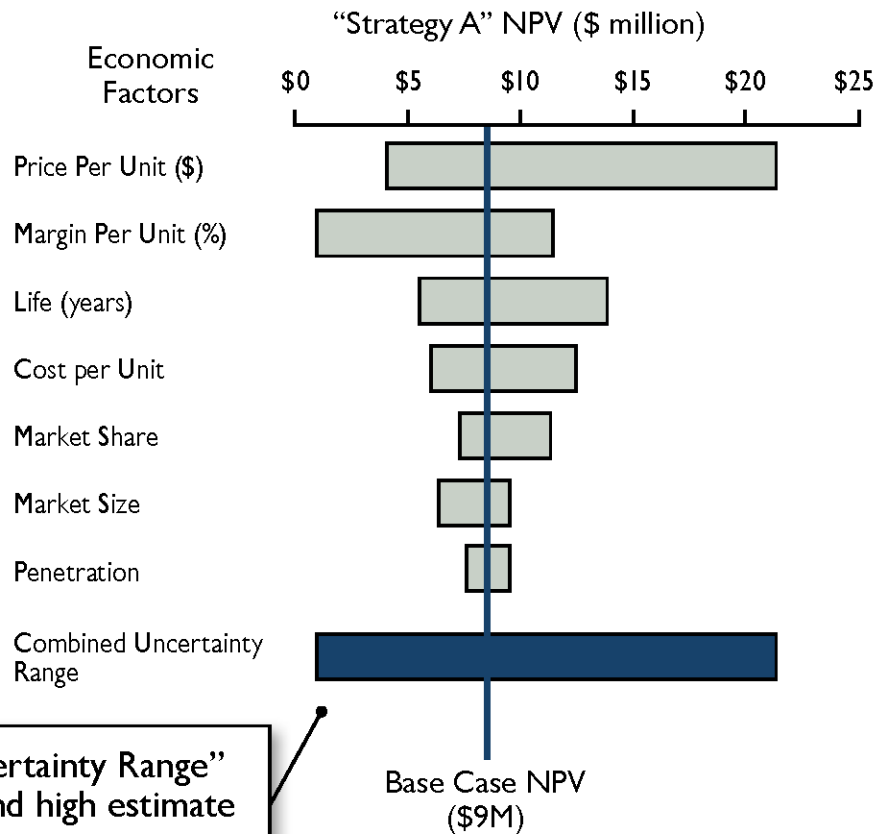 “Strategy A” NPV ($ million)
Economic
Factors
$0 $5 $10 $15 $20 $25
Price Per Unit ($)
Margin Per Unit (%)
Life (years)
Cost per Unit
Market Share
Market Size
Penetration
Combined Uncertainty
Range
ertainty Range”
nd high estimate
Base Case NPV
($9M)